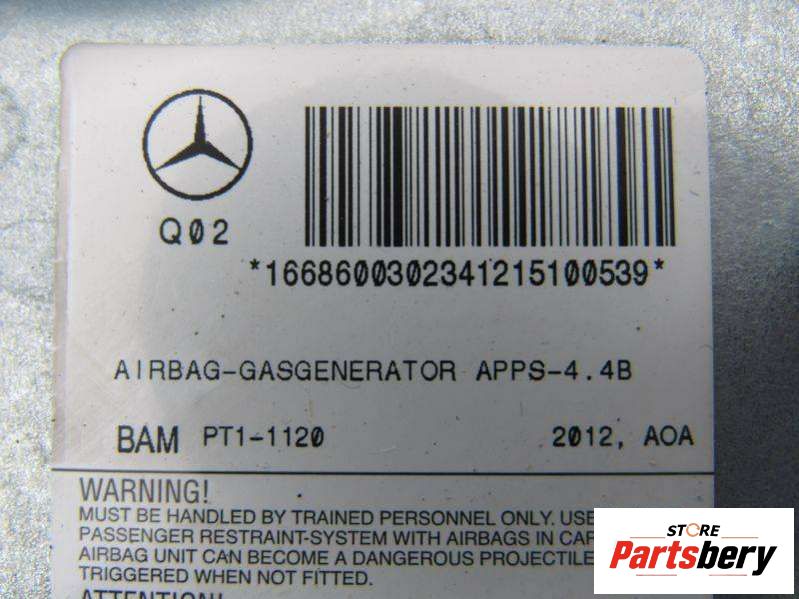 Q02
*1668600302341215100539*
AIRBAG-GASGENERATOR APPS-4.4B
BAM PT1-1120 2012, AOA
WARNING!
MUST BE HANDLED BY TRAINED PERSONNEL ONLY. USE
PASSENGER RESTRAINT-SYSTEM WITH AIRBAGS IN CAR
AIRBAG UNIT CAN BECOME A DANGEROUS PROJECTILE
TRIGGERED WHEN NOT FITTED.
ATTENTION!
STORE
Partsbery